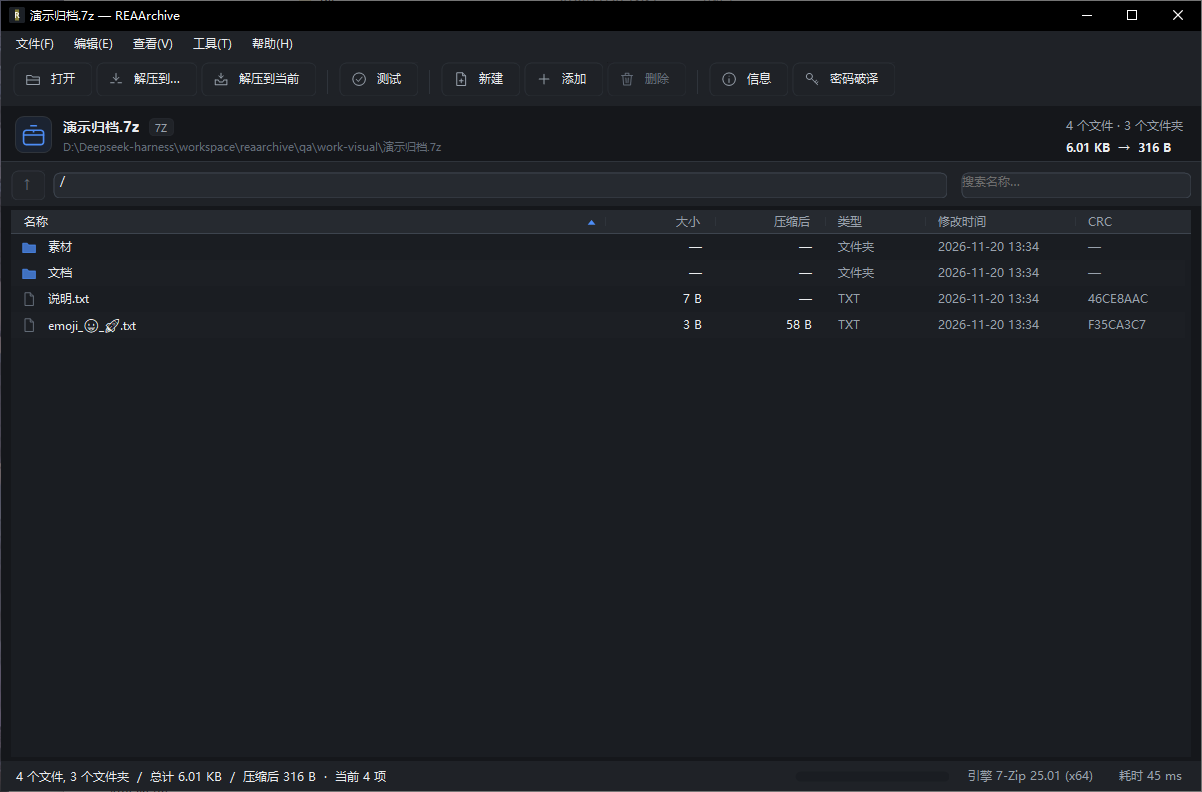 演示归档.7z — REAArchive
文件(F) 编辑(E) 查看(V) 工具(T) 帮助(H)
打开 解压到... 解压到当前 测试 新建 添加 删除 信息 密码破译
演示归档.7z 7Z 4 个文件 · 3 个文件夹
D:\Deepseek-harness\workspace\reaarchive\qa\work-visual\演示归档.7z 6.01 KB → 316 B
↑ / 搜索名称...
名称 大小 压缩后 类型 修改时间 CRC
素材 — — 文件夹 2026-11-20 13:34 —
文档 — — 文件夹 2026-11-20 13:34 —
说明.txt 7 B — TXT 2026-11-20 13:34 46CE8AAC
emoji_😀_🚀.txt 3 B 58 B TXT 2026-11-20 13:34 F35CA3C7
4 个文件, 3 个文件夹 / 总计 6.01 KB / 压缩后 316 B · 当前 4 项 引擎 7-Zip 25.01 (x64) 耗时 45 ms